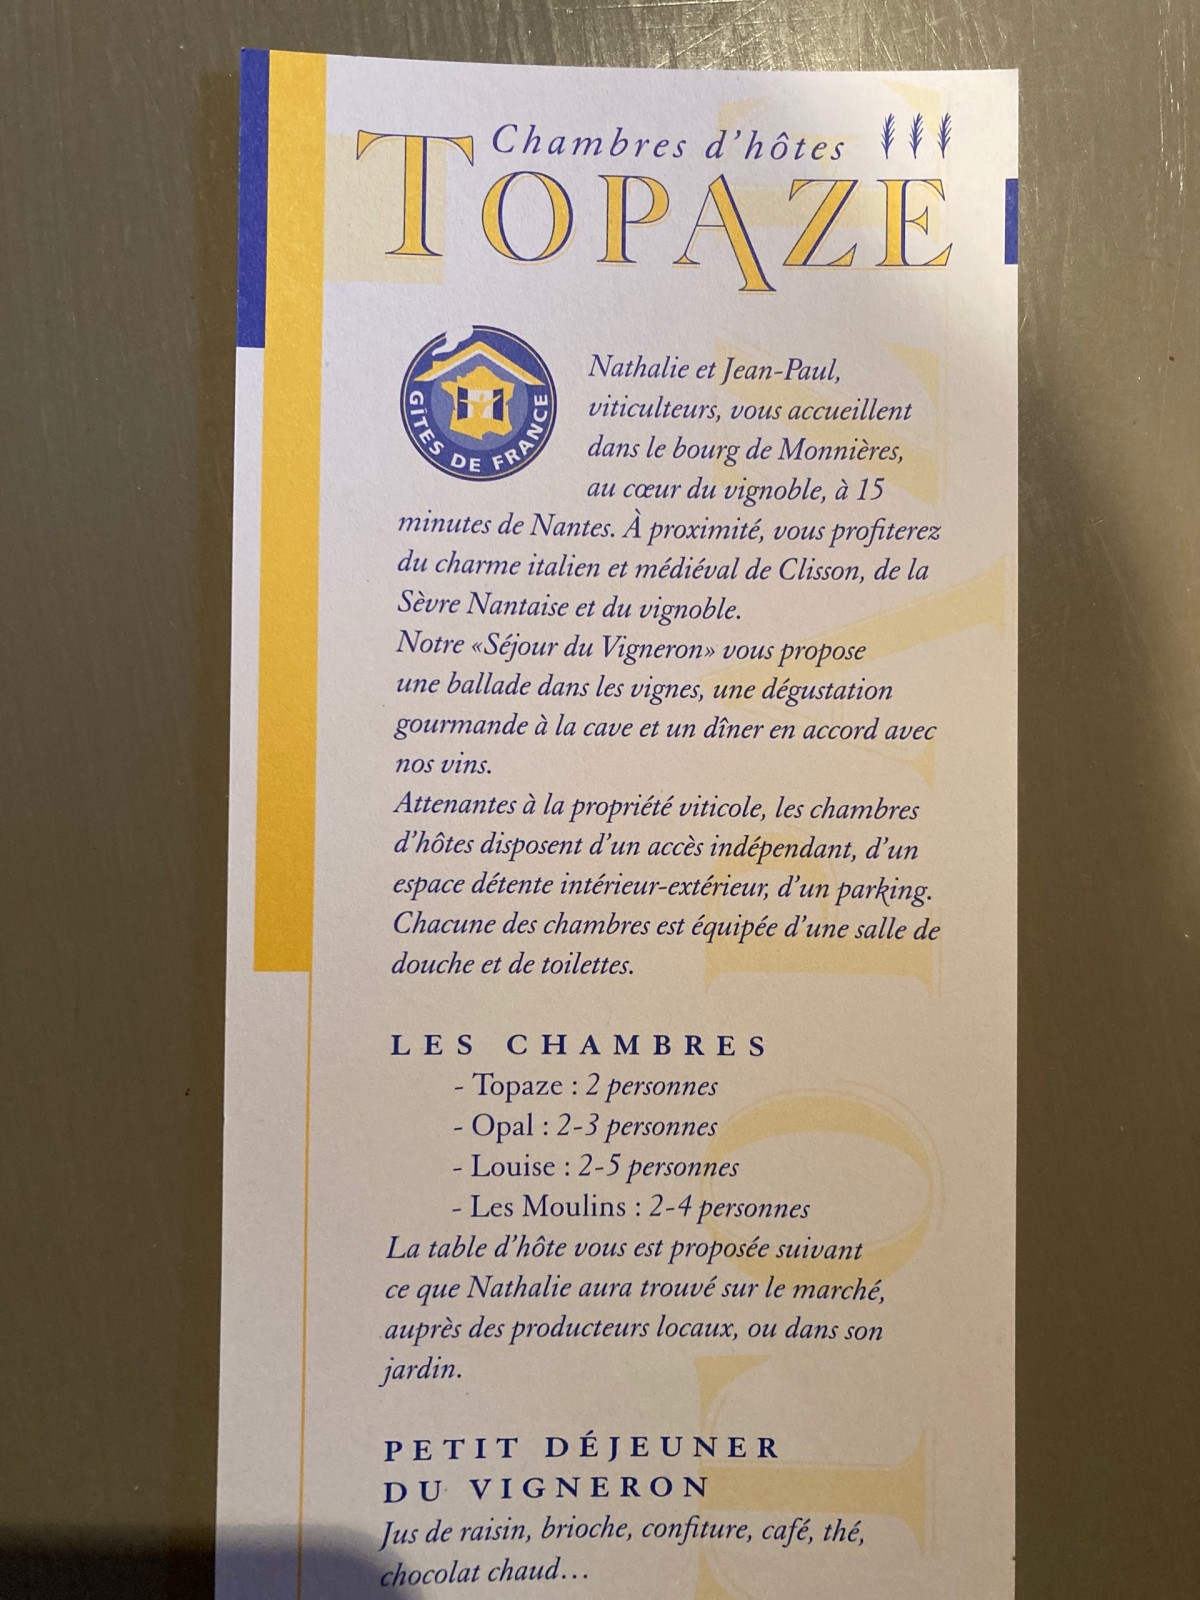 Chambres d'hôtes
TOPAZE
GÎTES DE FRANCE
Nathalie et Jean-Paul,
viticulteurs, vous accueillent
dans le bourg de Monnières,
au cœur du vignoble, à 15
minutes de Nantes. À proximité, vous profiterez
du charme italien et médiéval de Clisson, de la
Sèvre Nantaise et du vignoble.
Notre «Séjour du Vigneron» vous propose
une ballade dans les vignes, une dégustation
gourmande à la cave et un dîner en accord avec
nos vins.
Attenantes à la propriété viticole, les chambres
d'hôtes disposent d'un accès indépendant, d'un
espace détente intérieur-extérieur, d'un parking.
Chacune des chambres est équipée d'une salle de
douche et de toilettes.
LES CHAMBRES
- Topaze : 2 personnes
- Opal : 2-3 personnes
- Louise : 2-5 personnes
- Les Moulins : 2-4 personnes
La table d'hôte vous est proposée suivant
ce que Nathalie aura trouvé sur le marché,
auprès des producteurs locaux, ou dans son
jardin.
PETIT DÉJEUNER
DU VIGNERON
Jus de raisin, brioche, confiture, café, thé,
chocolat chaud…